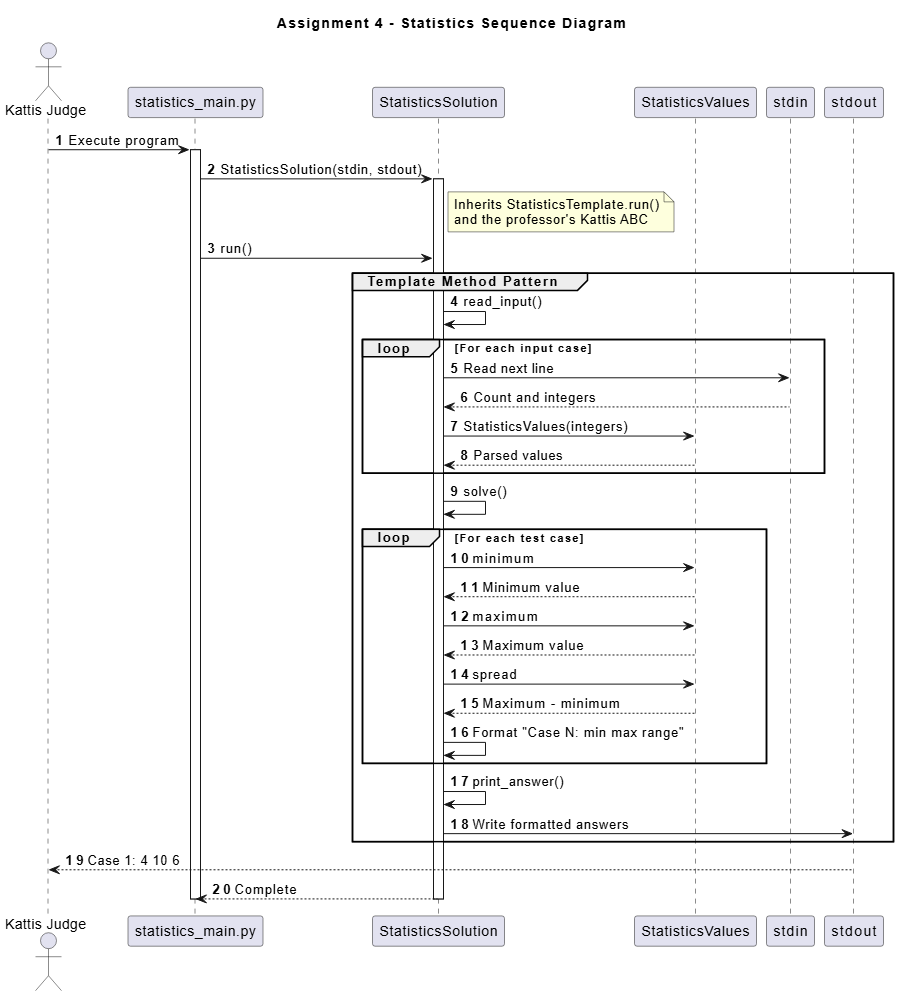 Assignment 4 - Statistics Sequence Diagram
Kattis Judge
statistics_main.py
StatisticsSolution
StatisticsValues
stdin
stdout
1 Execute program
2 StatisticsSolution(stdin, stdout)
Inherits StatisticsTemplate.run()
and the professor's Kattis ABC
3 run()
Template Method Pattern
4 read_input()
loop [For each input case]
5 Read next line
6 Count and integers
7 StatisticsValues(integers)
8 Parsed values
9 solve()
loop [For each test case]
10 minimum
11 Minimum value
12 maximum
13 Maximum value
14 spread
15 Maximum - minimum
16 Format "Case N: min max range"
17 print_answer()
18 Write formatted answers
19 Case 1: 4 10 6
20 Complete
Kattis Judge
statistics_main.py
StatisticsSolution
StatisticsValues
stdin
stdout